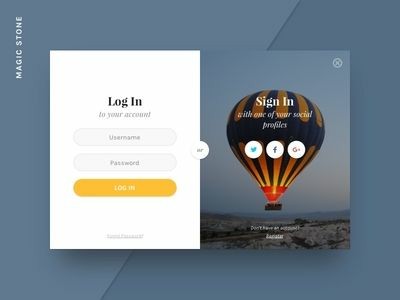 MAGIC STONE
Log In
to your account
Username
Password
LOG IN
Forgot Password?
or
Sign In
with one of your social
profiles
G+
Don't have an account?
Register